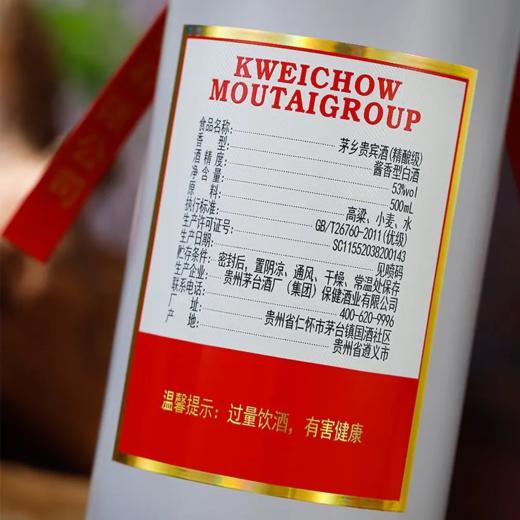 KWEICHOW
MOUTAIGROUP
食品名称: 茅乡贵宾酒(精酿级)
香型: 酱香型白酒
酒精度: 53%vol
净含量: 500mL
原料: 高粱、小麦、水
执行标准: GB/T26760-2011(优级)
生产许可证号: SC11552038200143
生产日期: 见喷码
贮存条件: 密封后，置阴凉、通风、干燥、常温处保存
生产企业: 贵州茅台酒厂（集团）保健酒业有限公司
联系电话: 400-620-9996
厂址: 贵州省仁怀市茅台镇国酒社区
产地: 贵州省遵义市
温馨提示：过量饮酒，有害健康
公司